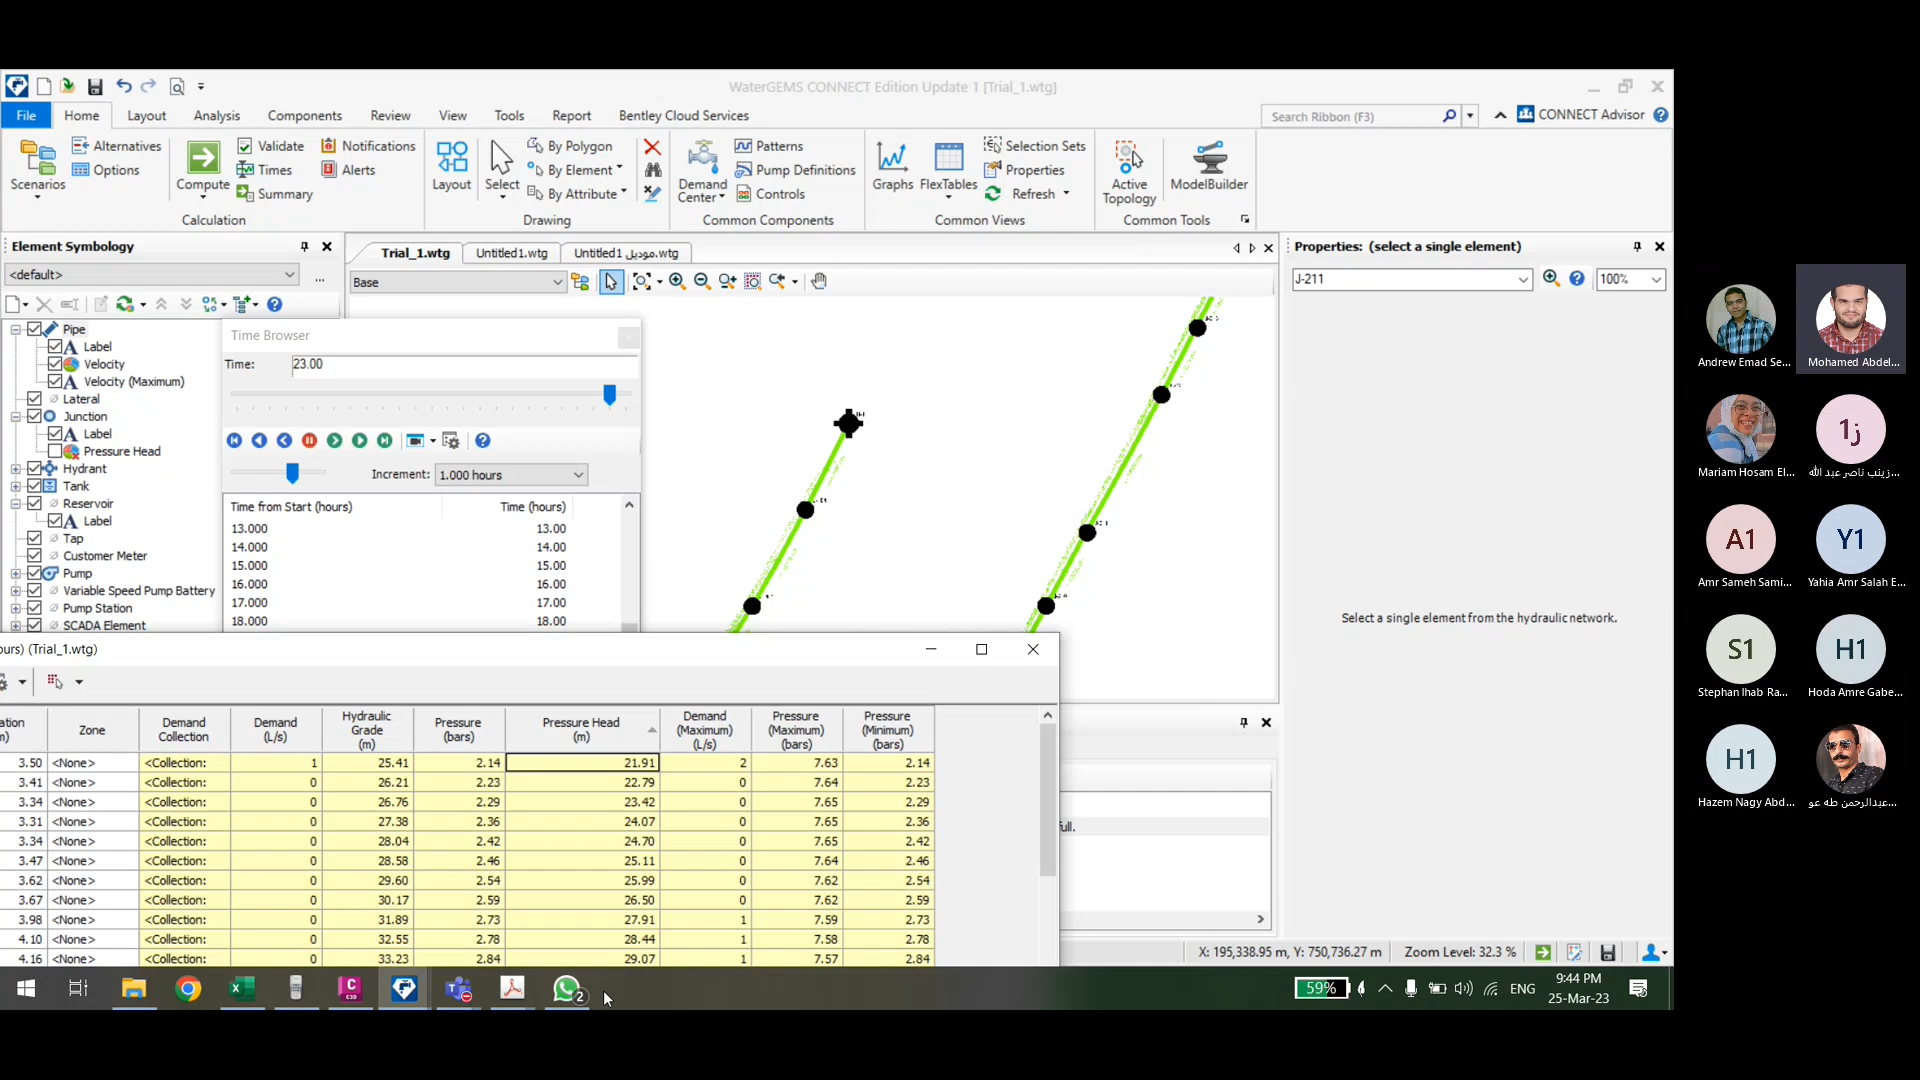 WaterGEMS CONNECT Edition Update 1 [Trial_1.wtg]
File Home Layout Analysis Components Review View Tools Report Bentley Cloud Services
Search Ribbon (F3)
CONNECT Advisor
Scenarios
Alternatives
Options
Compute
Validate
Times
Summary
Notifications
Alerts
Calculation
Layout
Select
By Polygon
By Element
By Attribute
Drawing
Demand Center
Patterns
Pump Definitions
Controls
Common Components
Graphs
FlexTables
Selection Sets
Properties
Refresh
Common Views
Active Topology
ModelBuilder
Common Tools
Element Symbology
<default>
...
Pipe
Label
Velocity
Velocity (Maximum)
Lateral
Junction
Label
Pressure Head
Hydrant
Tank
Reservoir
Label
Tap
Customer Meter
Pump
Variable Speed Pump Battery
Pump Station
SCADA Element
Trial_1.wtg Untitled1.wtg Untitled1 موديل.wtg
Base
Time Browser
Time: 23.00
Increment: 1.000 hours
Time from Start (hours) Time (hours)
13.000 13.00
14.000 14.00
15.000 15.00
16.000 16.00
17.000 17.00
18.000 18.00
Properties: (select a single element)
J-211
100%
Select a single element from the hydraulic network.
ours) (Trial_1.wtg)
ation m) Zone Demand Collection Demand (L/s) Hydraulic Grade (m) Pressure (bars) Pressure Head (m) Demand (Maximum) (L/s) Pressure (Maximum) (bars) Pressure (Minimum) (bars)
3.50 <None> <Collection: 1 25.41 2.14 21.91 2 7.63 2.14
3.41 <None> <Collection: 0 26.21 2.23 22.79 0 7.64 2.23
3.34 <None> <Collection: 0 26.76 2.29 23.42 0 7.65 2.29
3.31 <None> <Collection: 0 27.38 2.36 24.07 0 7.65 2.36
3.34 <None> <Collection: 0 28.04 2.42 24.70 0 7.65 2.42
3.47 <None> <Collection: 0 28.58 2.46 25.11 0 7.64 2.46
3.62 <None> <Collection: 0 29.60 2.54 25.99 0 7.62 2.54
3.67 <None> <Collection: 0 30.17 2.59 26.50 0 7.62 2.59
3.98 <None> <Collection: 0 31.89 2.73 27.91 1 7.59 2.73
4.10 <None> <Collection: 0 32.55 2.78 28.44 1 7.58 2.78
4.16 <None> <Collection: 0 33.23 2.84 29.07 1 7.57 2.84
full.
X: 195,338.95 m, Y: 750,736.27 m Zoom Level: 32.3 %
2
59%
ENG
9:44 PM
25-Mar-23
Andrew Emad Se... Mohamed Abdel...
1ز
Mariam Hosam El... زينب ناصر عبد الله...
A1 Y1
Amr Sameh Sami... Yahia Amr Salah E...
S1 H1
Stephan Ihab Ra... Hoda Amre Gabe...
H1
Hazem Nagy Abd... عبدالرحمن طه عو...